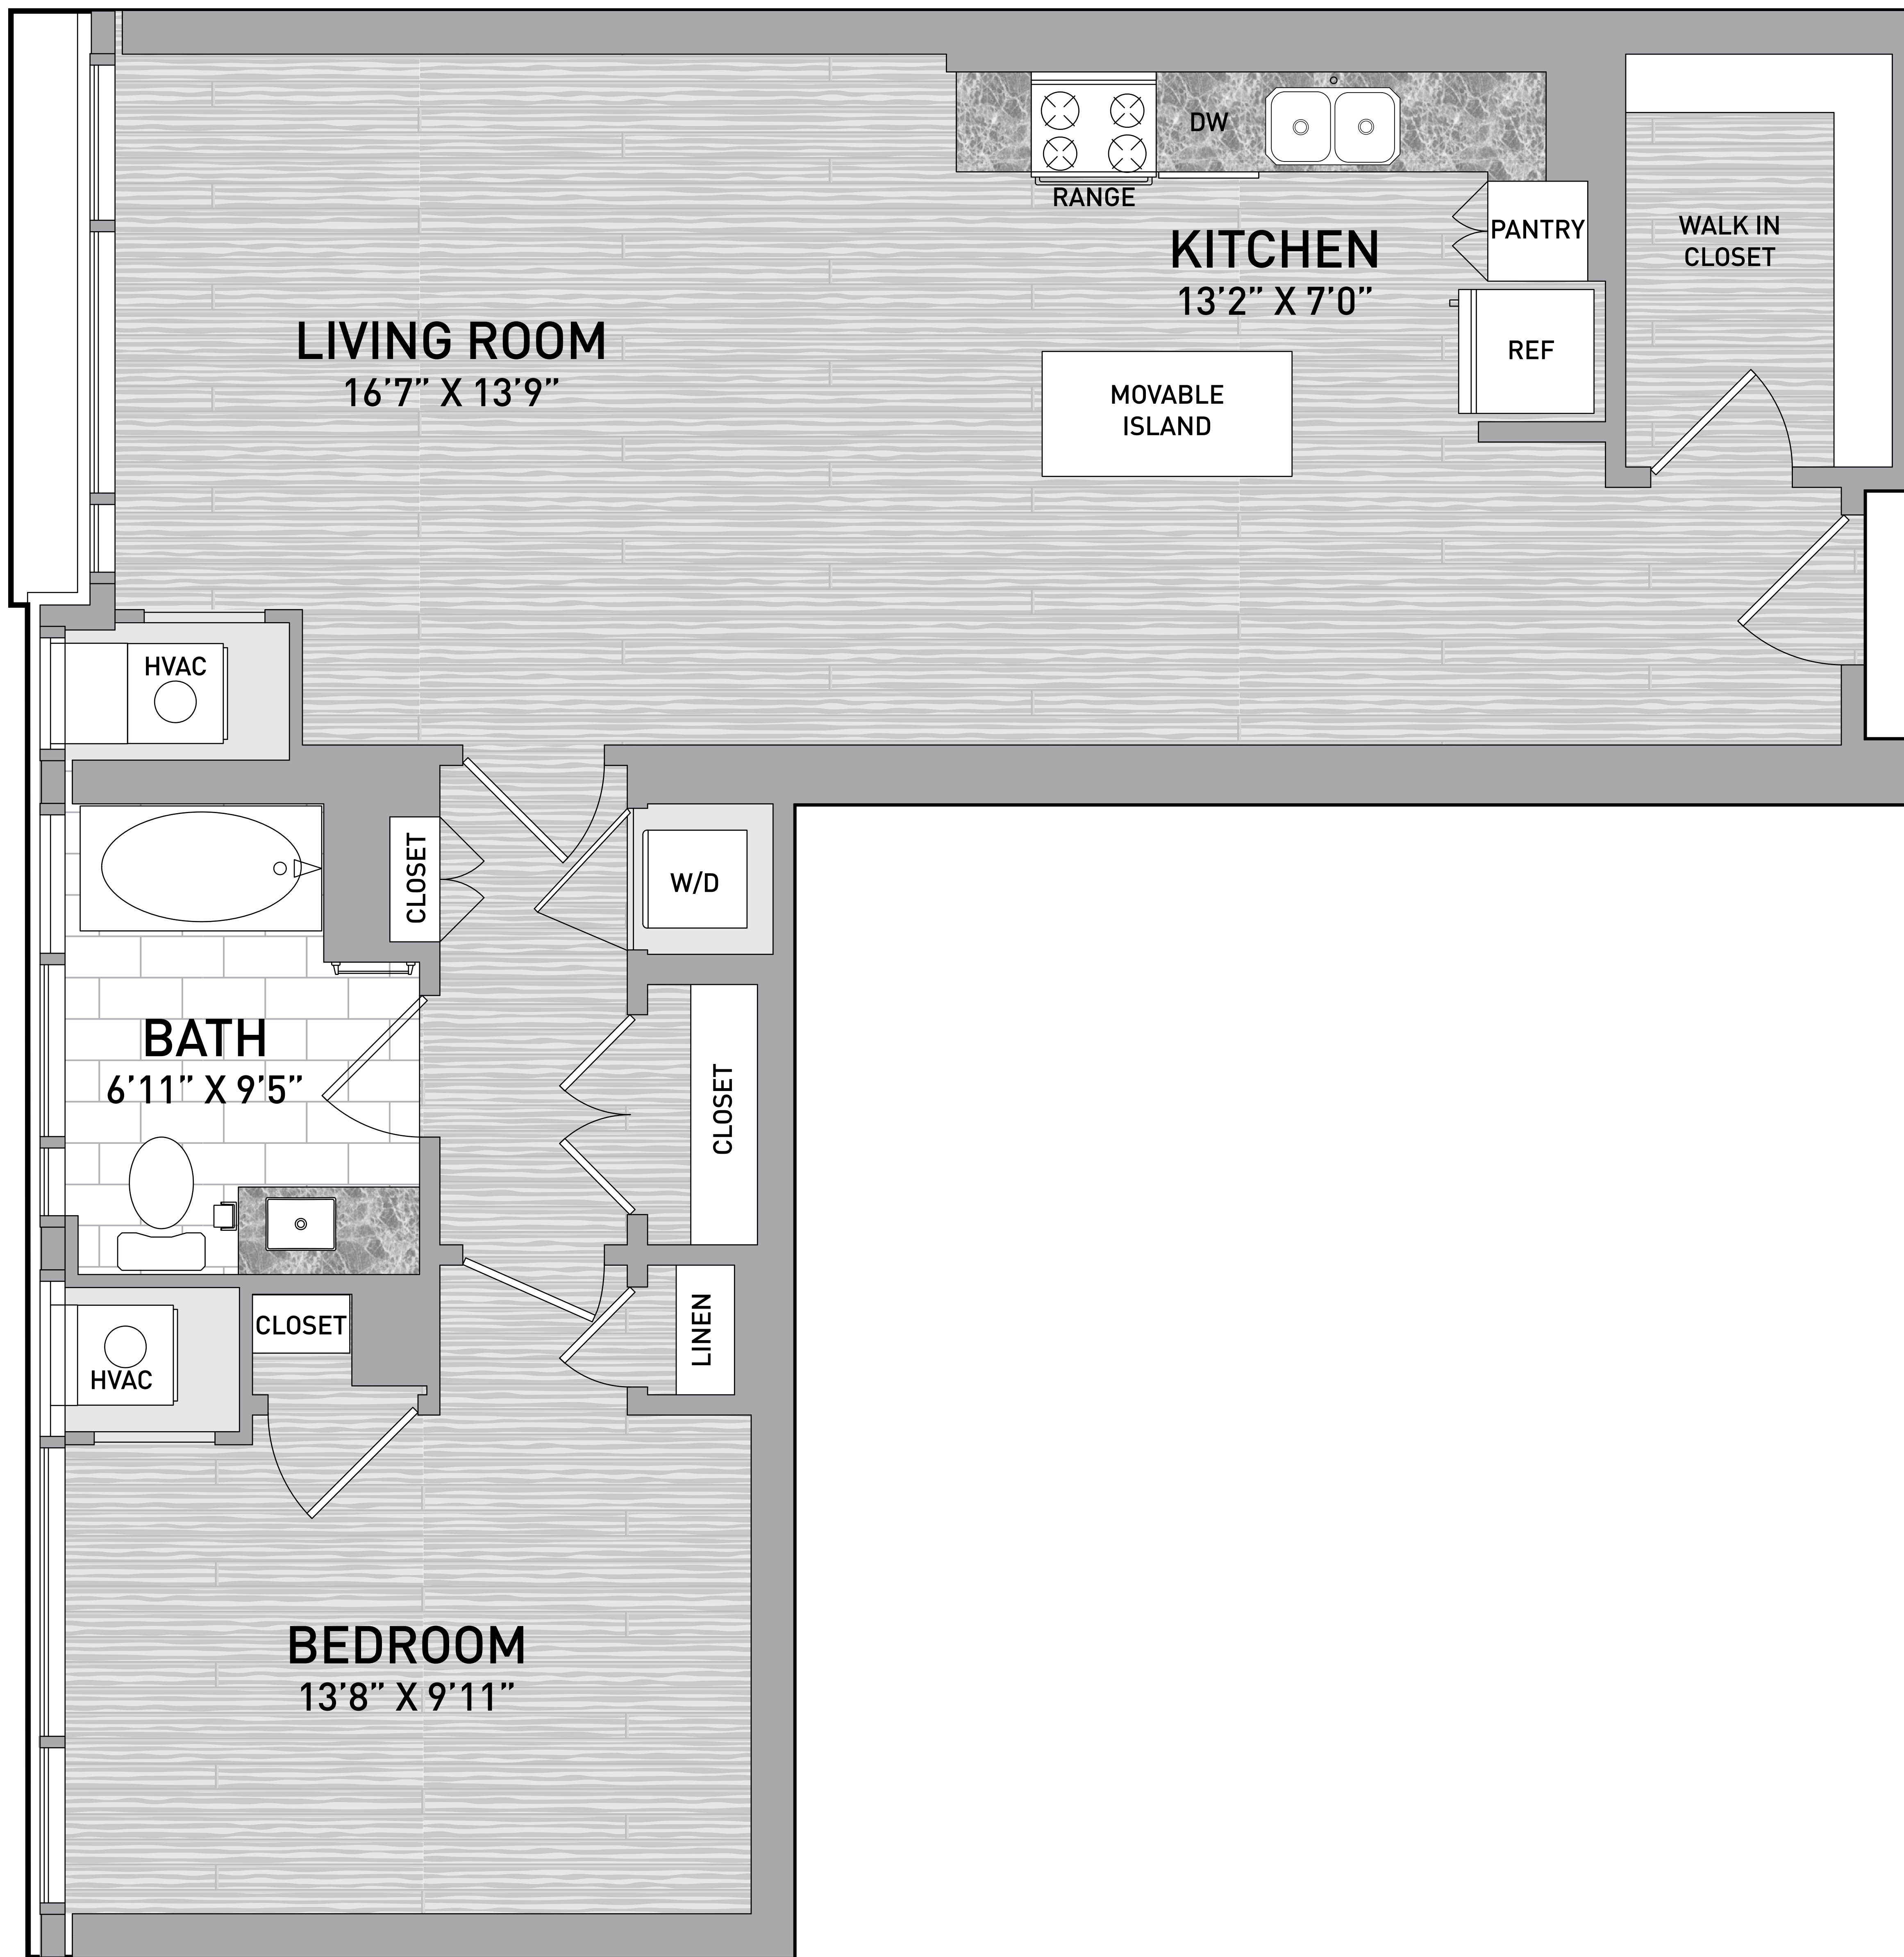 DW
RANGE
KITCHEN
13’2” X 7’0”
PANTRY
WALK IN
CLOSET
LIVING ROOM
16’7” X 13’9”
REF
MOVABLE
ISLAND
HVAC
CLOSET
W/D
BATH
6’11” X 9’5”
CLOSET
CLOSET
LINEN
HVAC
BEDROOM
13’8” X 9’11”